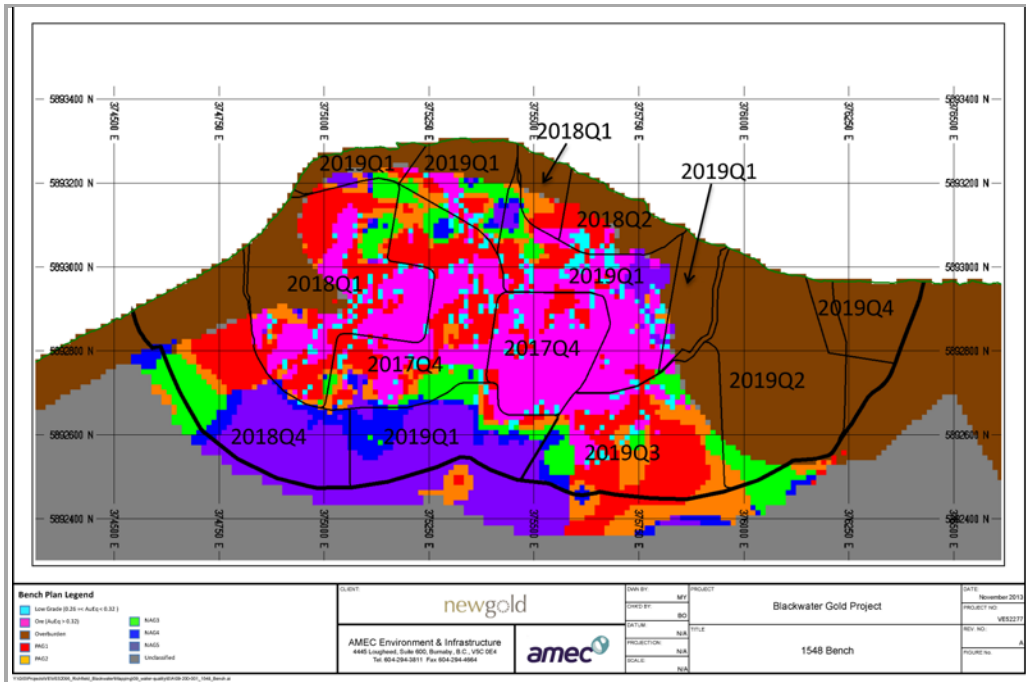 374500 E
374750 E
375000 E
375250 E
375500 E
375750 E
376000 E
376250 E
376500 E
5893400 N
5893400 N
2018Q1
2019Q1
2019Q1
2019Q1
5893200 N
5893200 N
2018Q2
5893000 N
5893000 N
2018Q1
2019Q1
2019Q4
5892800 N
5892800 N
2017Q4
2017Q4
2019Q2
5892600 N
5892600 N
2018Q4
2019Q1
2019Q3
5892400 N
5892400 N
374500 E
374750 E
375000 E
375250 E
375500 E
375750 E
376000 E
376250 E
376500 E
Bench Plan Legend
Low Grade (0.26 <= AuEq < 0.32 )
Ore (AuEq > 0.32)
Overburden
PAG1
PAG2
NAG3
NAG4
NAG5
Unclassified
CLIENT:
newgold
AMEC Environment & Infrastructure
4445 Lougheed, Suite 600, Burnaby , B.C., V5C 0E4
Tel. 604-294-3811 Fax 604-294-4664
amec
DWN BY:
MY
CHK'D BY:
BO
DATUM:
N/A
PROJECTION:
N/A
SCALE:
N/A
PROJECT
Blackwater Gold Project
TITLE
1548 Bench
DATE:
November 2013
PROJECT NO:
VE52277
REV. NO.:
A
FIGURE No.